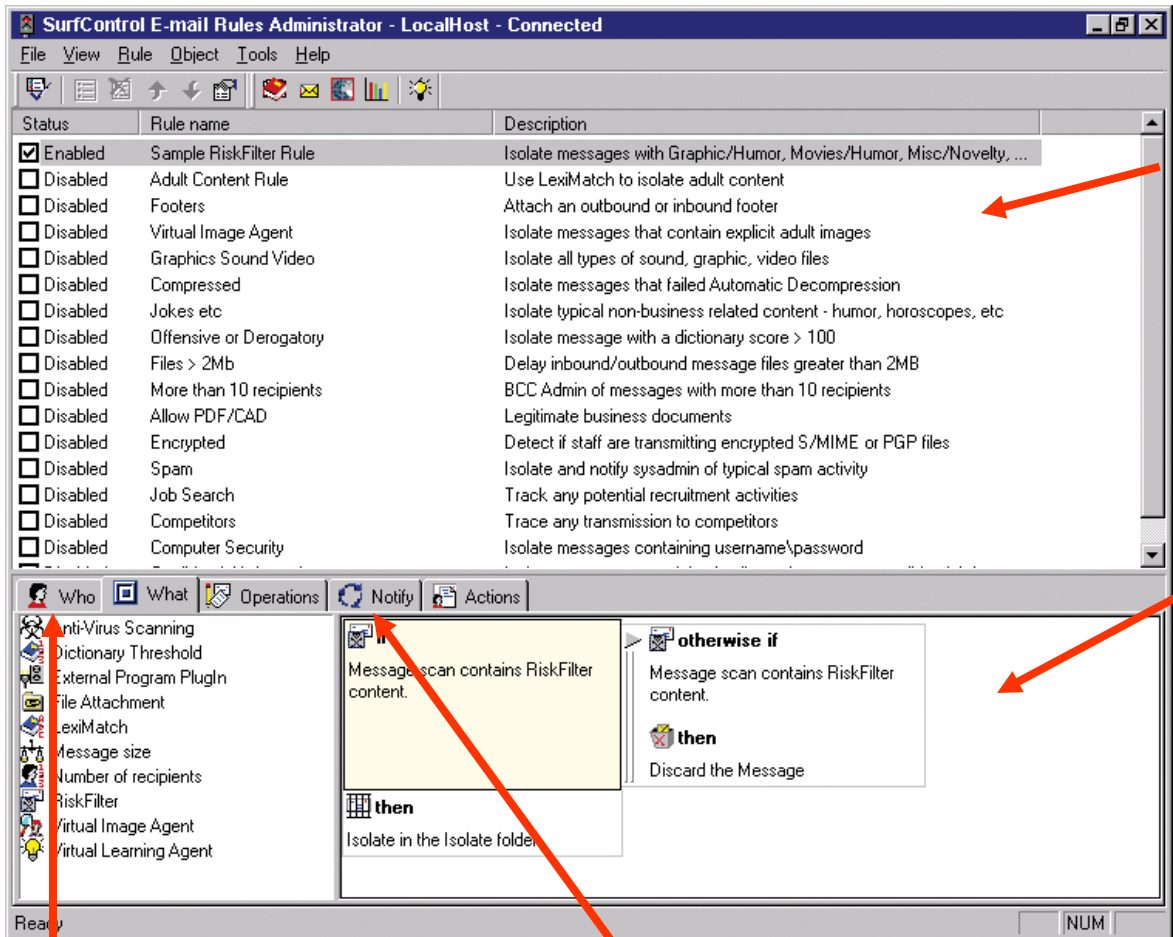 SurfControl E-mail Rules Administrator - LocalHost - Connected
File View Rule Object Tools Help
Status Rule name Description
Enabled Sample RiskFilter Rule Isolate messages with Graphic/Humor, Movies/Humor, Misc/Novelty, ...
Disabled Adult Content Rule Use LexiMatch to isolate adult content
Disabled Footers Attach an outbound or inbound footer
Disabled Virtual Image Agent Isolate messages that contain explicit adult images
Disabled Graphics Sound Video Isolate all types of sound, graphic, video files
Disabled Compressed Isolate messages that failed Automatic Decompression
Disabled Jokes etc Isolate typical non-business related content - humor, horoscopes, etc
Disabled Offensive or Derogatory Isolate message with a dictionary score > 100
Disabled Files > 2Mb Delay inbound/outbound message files greater than 2MB
Disabled More than 10 recipients BCC Admin of messages with more than 10 recipients
Disabled Allow PDF/CAD Legitimate business documents
Disabled Encrypted Detect if staff are transmitting encrypted S/MIME or PGP files
Disabled Spam Isolate and notify sysadmin of typical spam activity
Disabled Job Search Track any potential recruitment activities
Disabled Competitors Trace any transmission to competitors
Disabled Computer Security Isolate messages containing username\password
Who What Operations Notify Actions
Anti-Virus Scanning
Dictionary Threshold
External Program PlugIn
File Attachment
LexiMatch
Message size
Number of recipients
RiskFilter
Virtual Image Agent
Virtual Learning Agent
if
Message scan contains RiskFilter
content.
then
Isolate in the Isolate folder
otherwise if
Message scan contains RiskFilter
content.
then
Discard the Message
Ready NUM